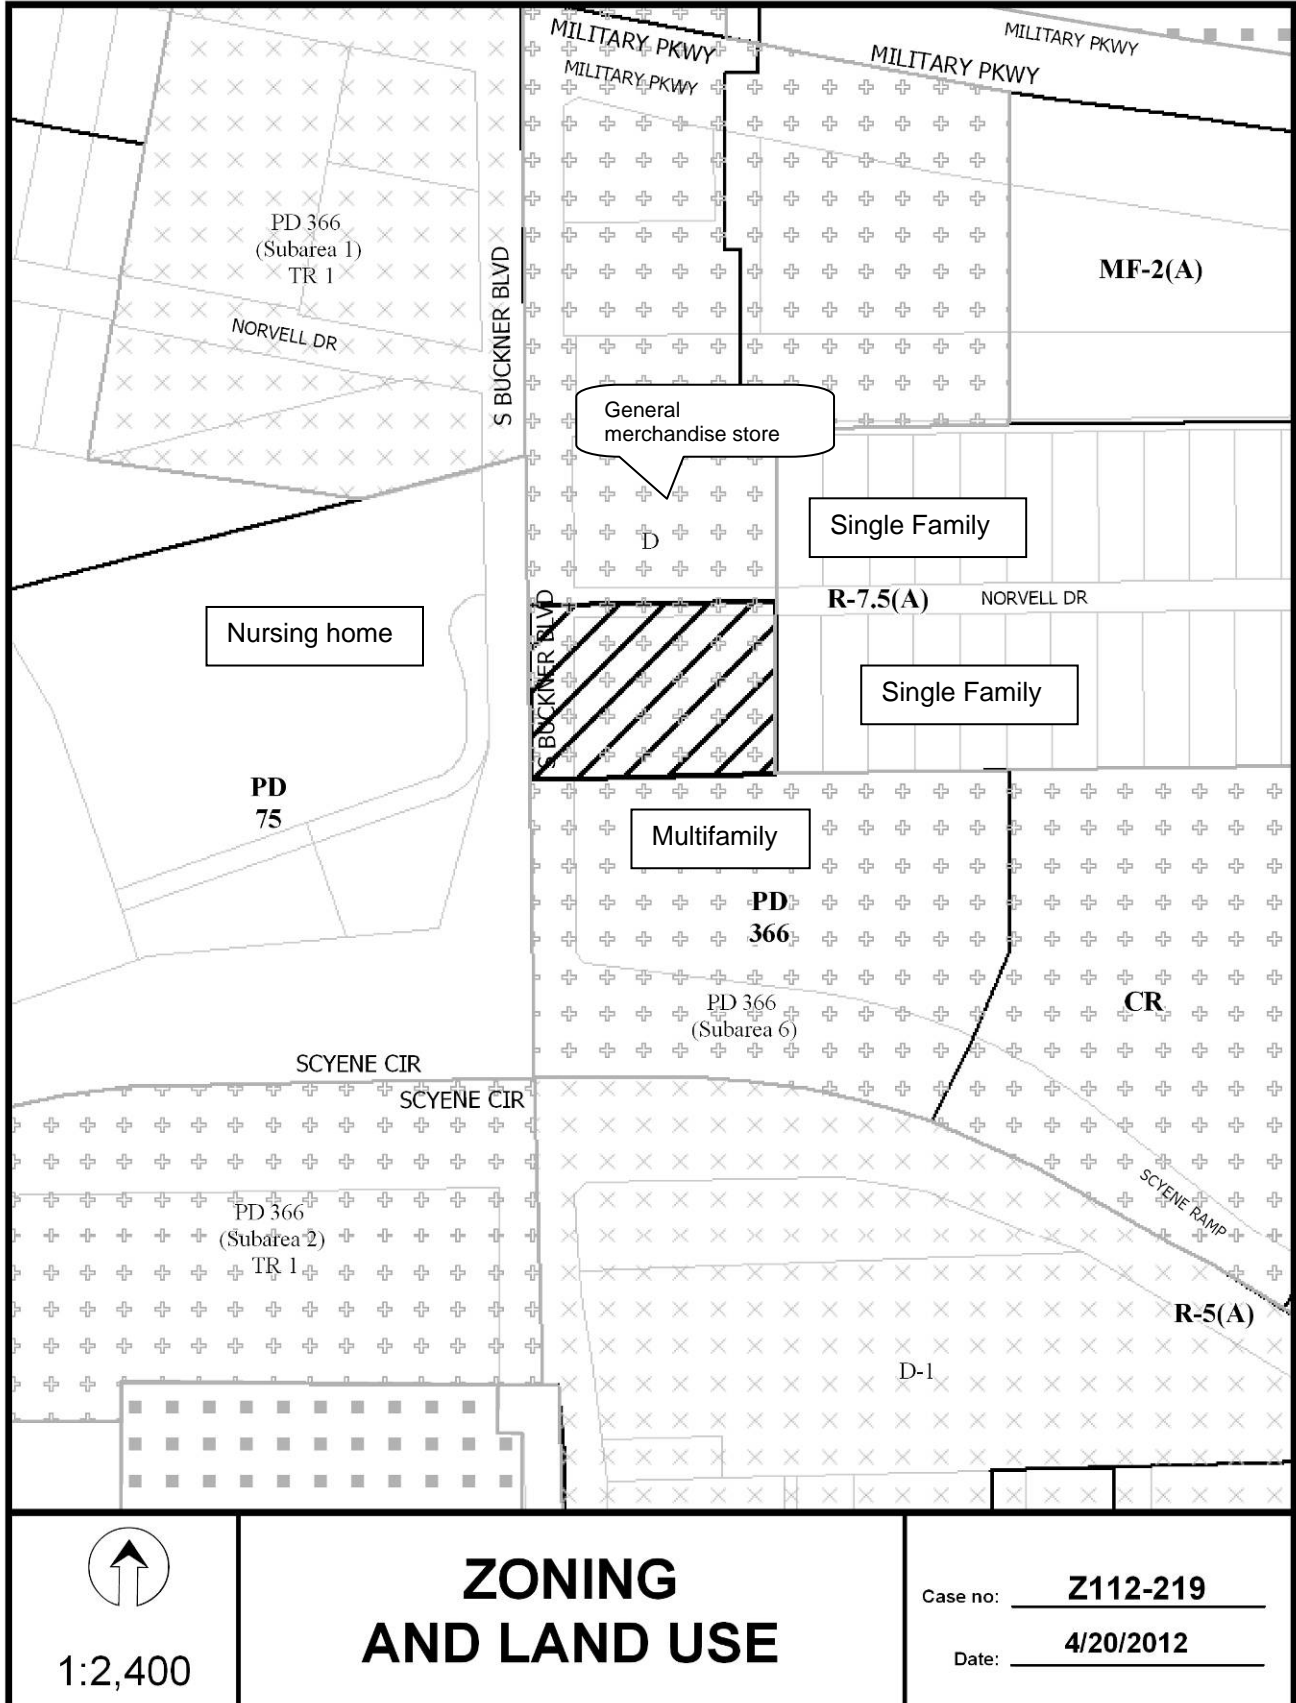 MILITARY PKWY
MILITARY PKWY
MILITARY PKWY
MILITARY PKWY
PD 366
(Subarea 1)
TR 1
NORVELL DR
S BUCKNER BLVD
MF-2(A)
General
merchandise store
D
Single Family
R-7.5(A)
NORVELL DR
Nursing home
S BUCKNER BLVD
Single Family
PD
75
Multifamily
PD
366
PD 366
(Subarea 6)
CR
SCYENE CIR
SCYENE CIR
SCYENE RAMP
PD 366
(Subarea 2)
TR 1
R-5(A)
D-1
1:2,400
ZONING
AND LAND USE
Case no: Z112-219
Date: 4/20/2012